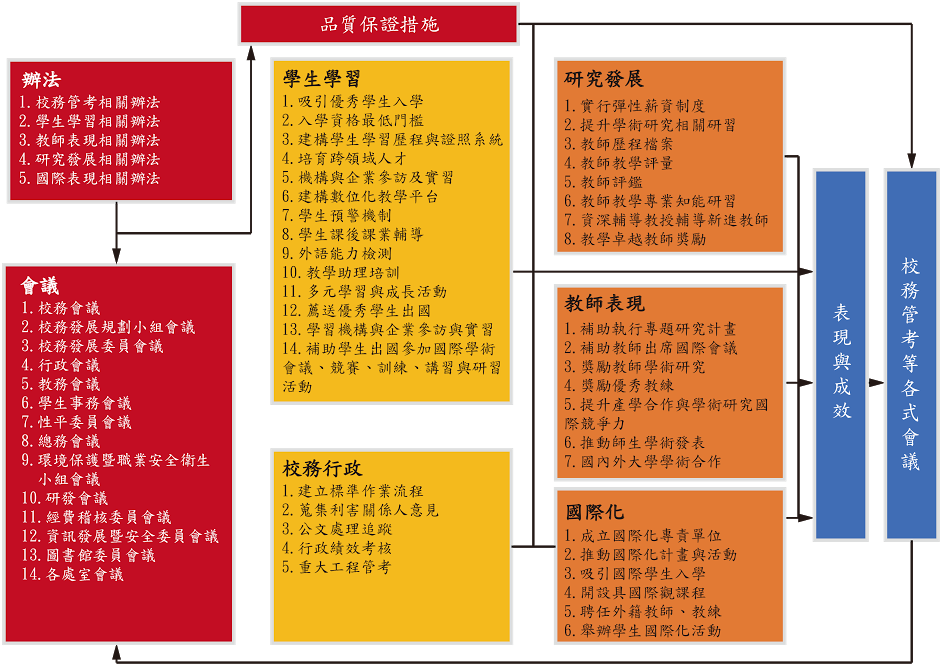 品質保證措施
辦法
1. 校務管考相關辦法
2. 學生學習相關辦法
3. 教師表現相關辦法
4. 研究發展相關辦法
5. 國際表現相關辦法
會議
1. 校務會議
2. 校務發展規劃小組會議
3. 校務發展委員會議
4. 行政會議
5. 教務會議
6. 學生事務會議
7. 性平委員會議
8. 總務會議
9. 環境保護暨職業安全衛生
小組會議
10. 研發會議
11. 經費稽核委員會議
12. 資訊發展暨安全委員會議
13. 圖書館委員會議
14. 各處室會議
學生學習
1. 吸引優秀學生入學
2. 入學資格最低門檻
3. 建構學生學習歷程與證照系統
4. 培育跨領域人才
5. 機構與企業參訪及實習
6. 建構數位化教學平台
7. 學生預警機制
8. 學生課後課業輔導
9. 外語能力檢測
10. 教學助理培訓
11. 多元學習與成長活動
12. 薦送優秀學生出國
13. 學習機構與企業參訪與實習
14. 補助學生出國參加國際學術
會議、競賽、訓練、講習與研習
活動
校務行政
1. 建立標準作業流程
2. 蒐集利害關係人意見
3. 公文處理追蹤
4. 行政績效考核
5. 重大工程管考
研究發展
1. 實行彈性薪資制度
2. 提升學術研究相關研習
3. 教師歷程檔案
4. 教師教學評量
5. 教師評鑑
6. 教師教學專業知能研習
7. 資深輔導教授輔導新進教師
8. 教學卓越教師獎勵
教師表現
1. 補助執行專題研究計畫
2. 補助教師出席國際會議
3. 獎勵教師學術研究
4. 獎勵優秀教練
5. 提升產學合作與學術研究國
際競爭力
6. 推動師生學術發表
7. 國內外大學學術合作
國際化
1. 成立國際化專責單位
2. 推動國際化計畫與活動
3. 吸引國際學生入學
4. 開設具國際觀課程
5. 聘任外籍教師、教練
6. 舉辦學生國際化活動
表現與成效
校務管考等各式會議